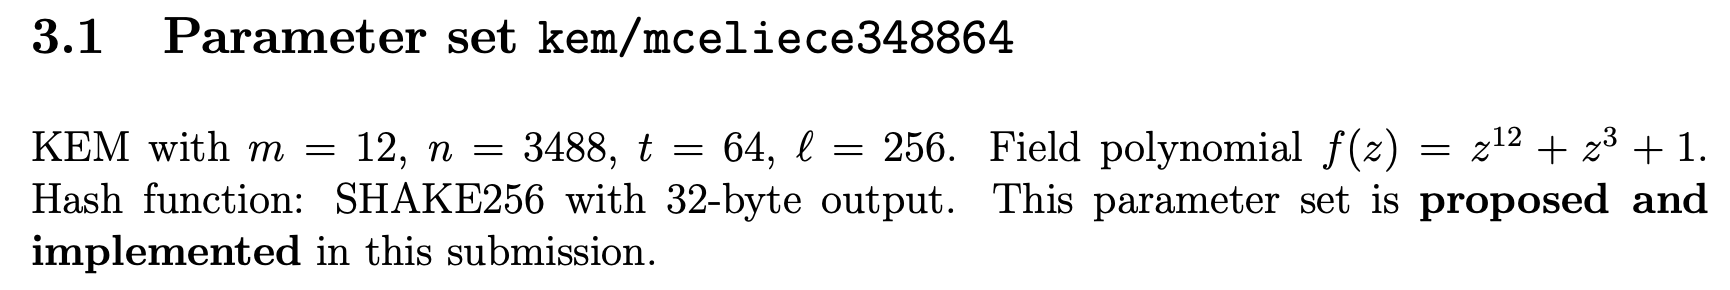 3.1 Parameter set kem/mceliece348864
KEM with m = 12, n = 3488, t = 64, ℓ = 256. Field polynomial f(z) = z¹² + z³ + 1.
Hash function: SHAKE256 with 32-byte output. This parameter set is proposed and
implemented in this submission.